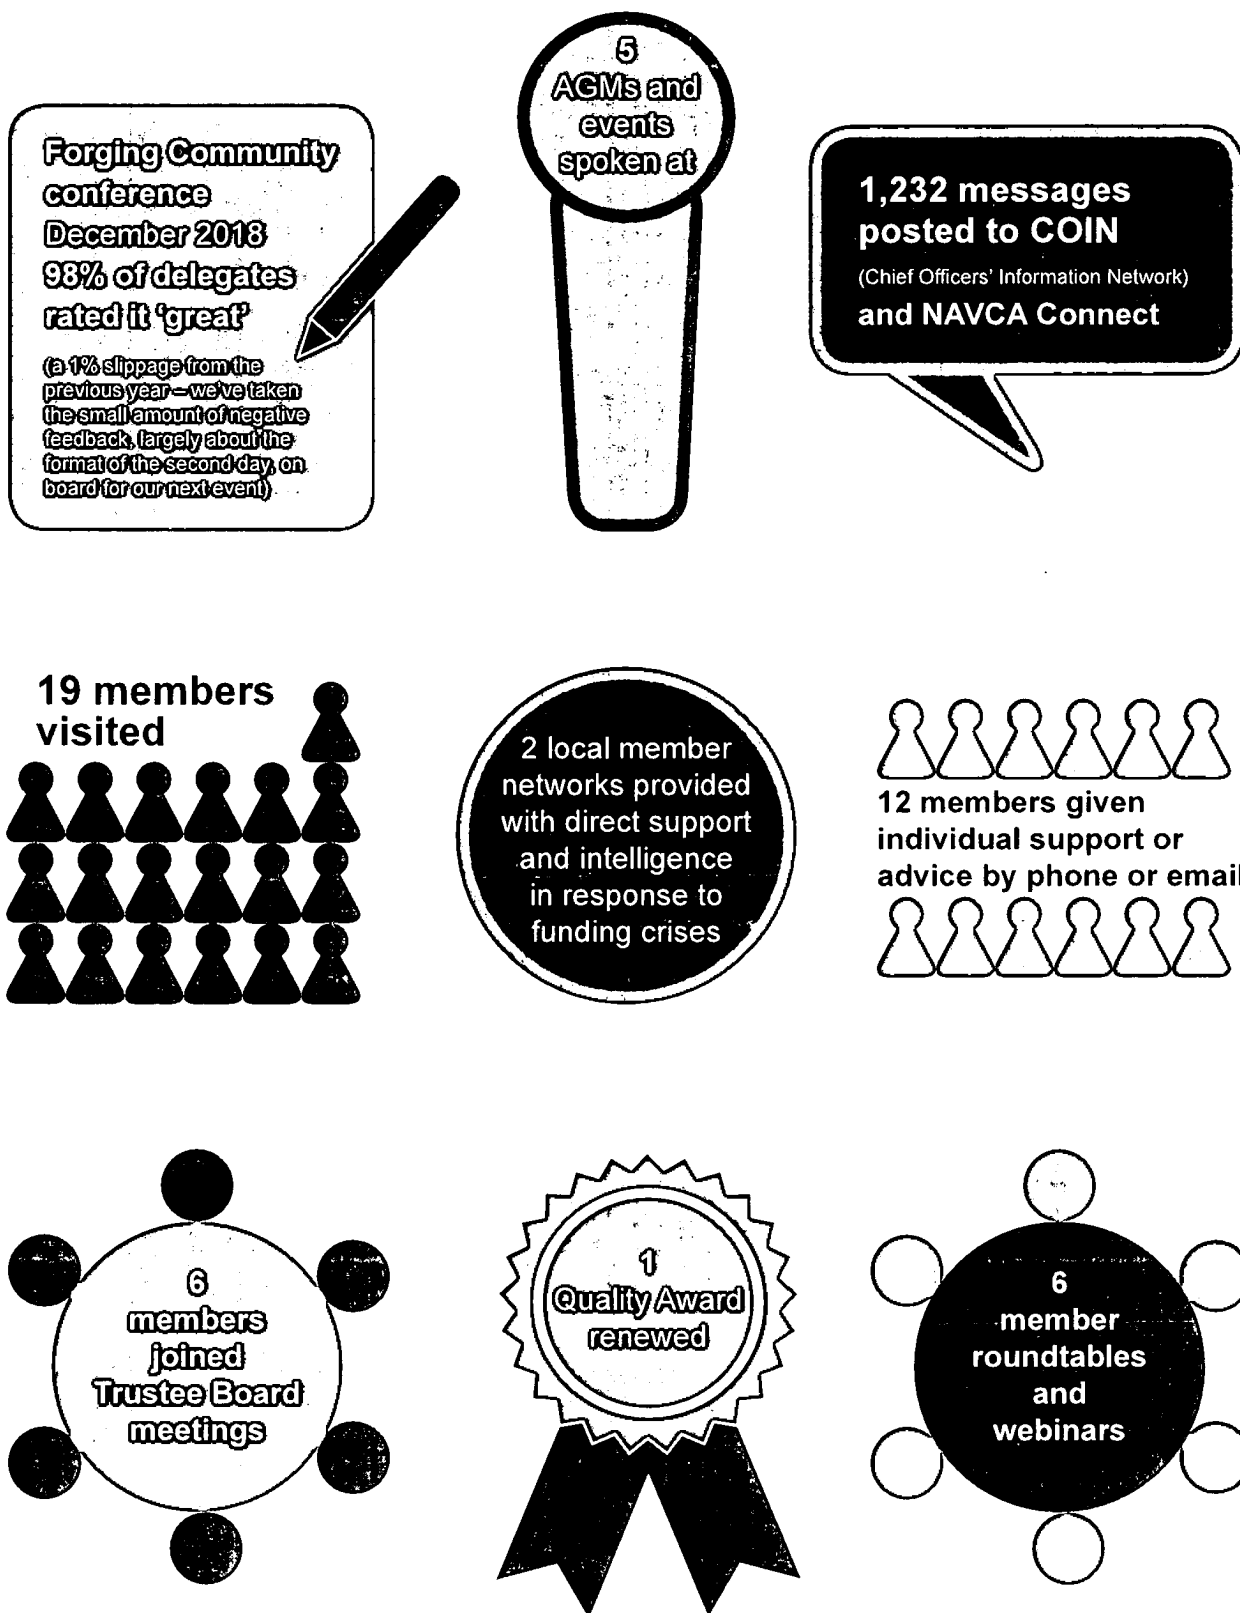 Forging Community
conference
December 2018
98% of delegates
rated it ‘great’
(a 1% slippage from the
previous year – we’ve taken
the small amount of negative
feedback, largely about the
format of the second day, on
board for our next event)
5
AGMs and
events
spoken at
1,232 messages
posted to COIN
(Chief Officers’ Information Network)
and NAVCA Connect
19 members
visited
2 local member
networks provided
with direct support
and intelligence
in response to
funding crises
12 members given
individual support or
advice by phone or email
6
members
joined
Trustee Board
meetings
1
Quality Award
renewed
6
member
roundtables
and
webinars